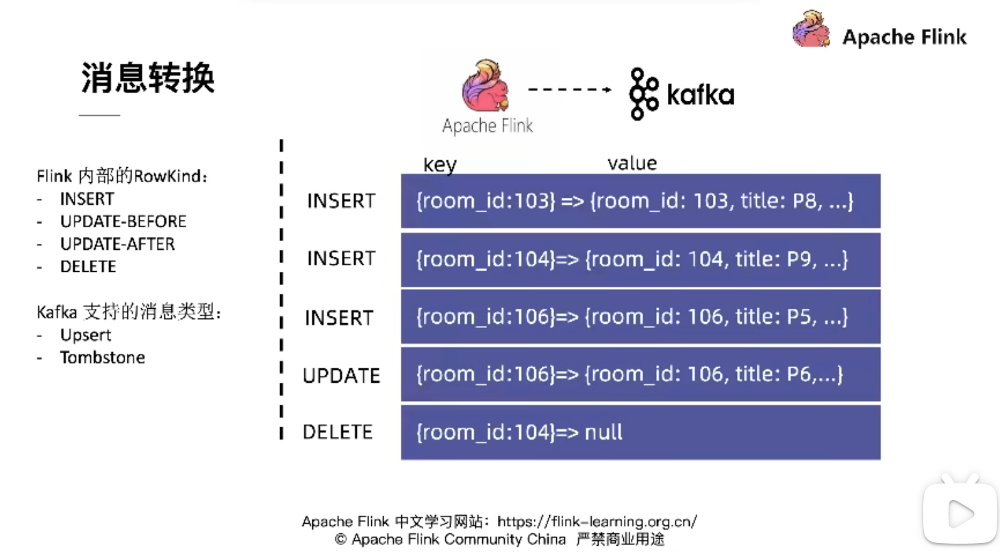 Apache Flink
消息转换
kafka
Apache Flink
Flink 内部的RowKind：
- INSERT
- UPDATE-BEFORE
- UPDATE-AFTER
- DELETE
Kafka 支持的消息类型：
- Upsert
- Tombstone
key value
INSERT {room_id:103} => {room_id: 103, title: P8, ...}
INSERT {room_id:104}=> {room_id: 104, title: P9, ...}
INSERT {room_id:106}=> {room_id: 106, title: P5, ...}
UPDATE {room_id:106}=> {room_id: 106, title: P6,...}
DELETE {room_id:104}=> null
Apache Flink 中文学习网站：https://flink-learning.org.cn/
© Apache Flink Community China 严禁商业用途